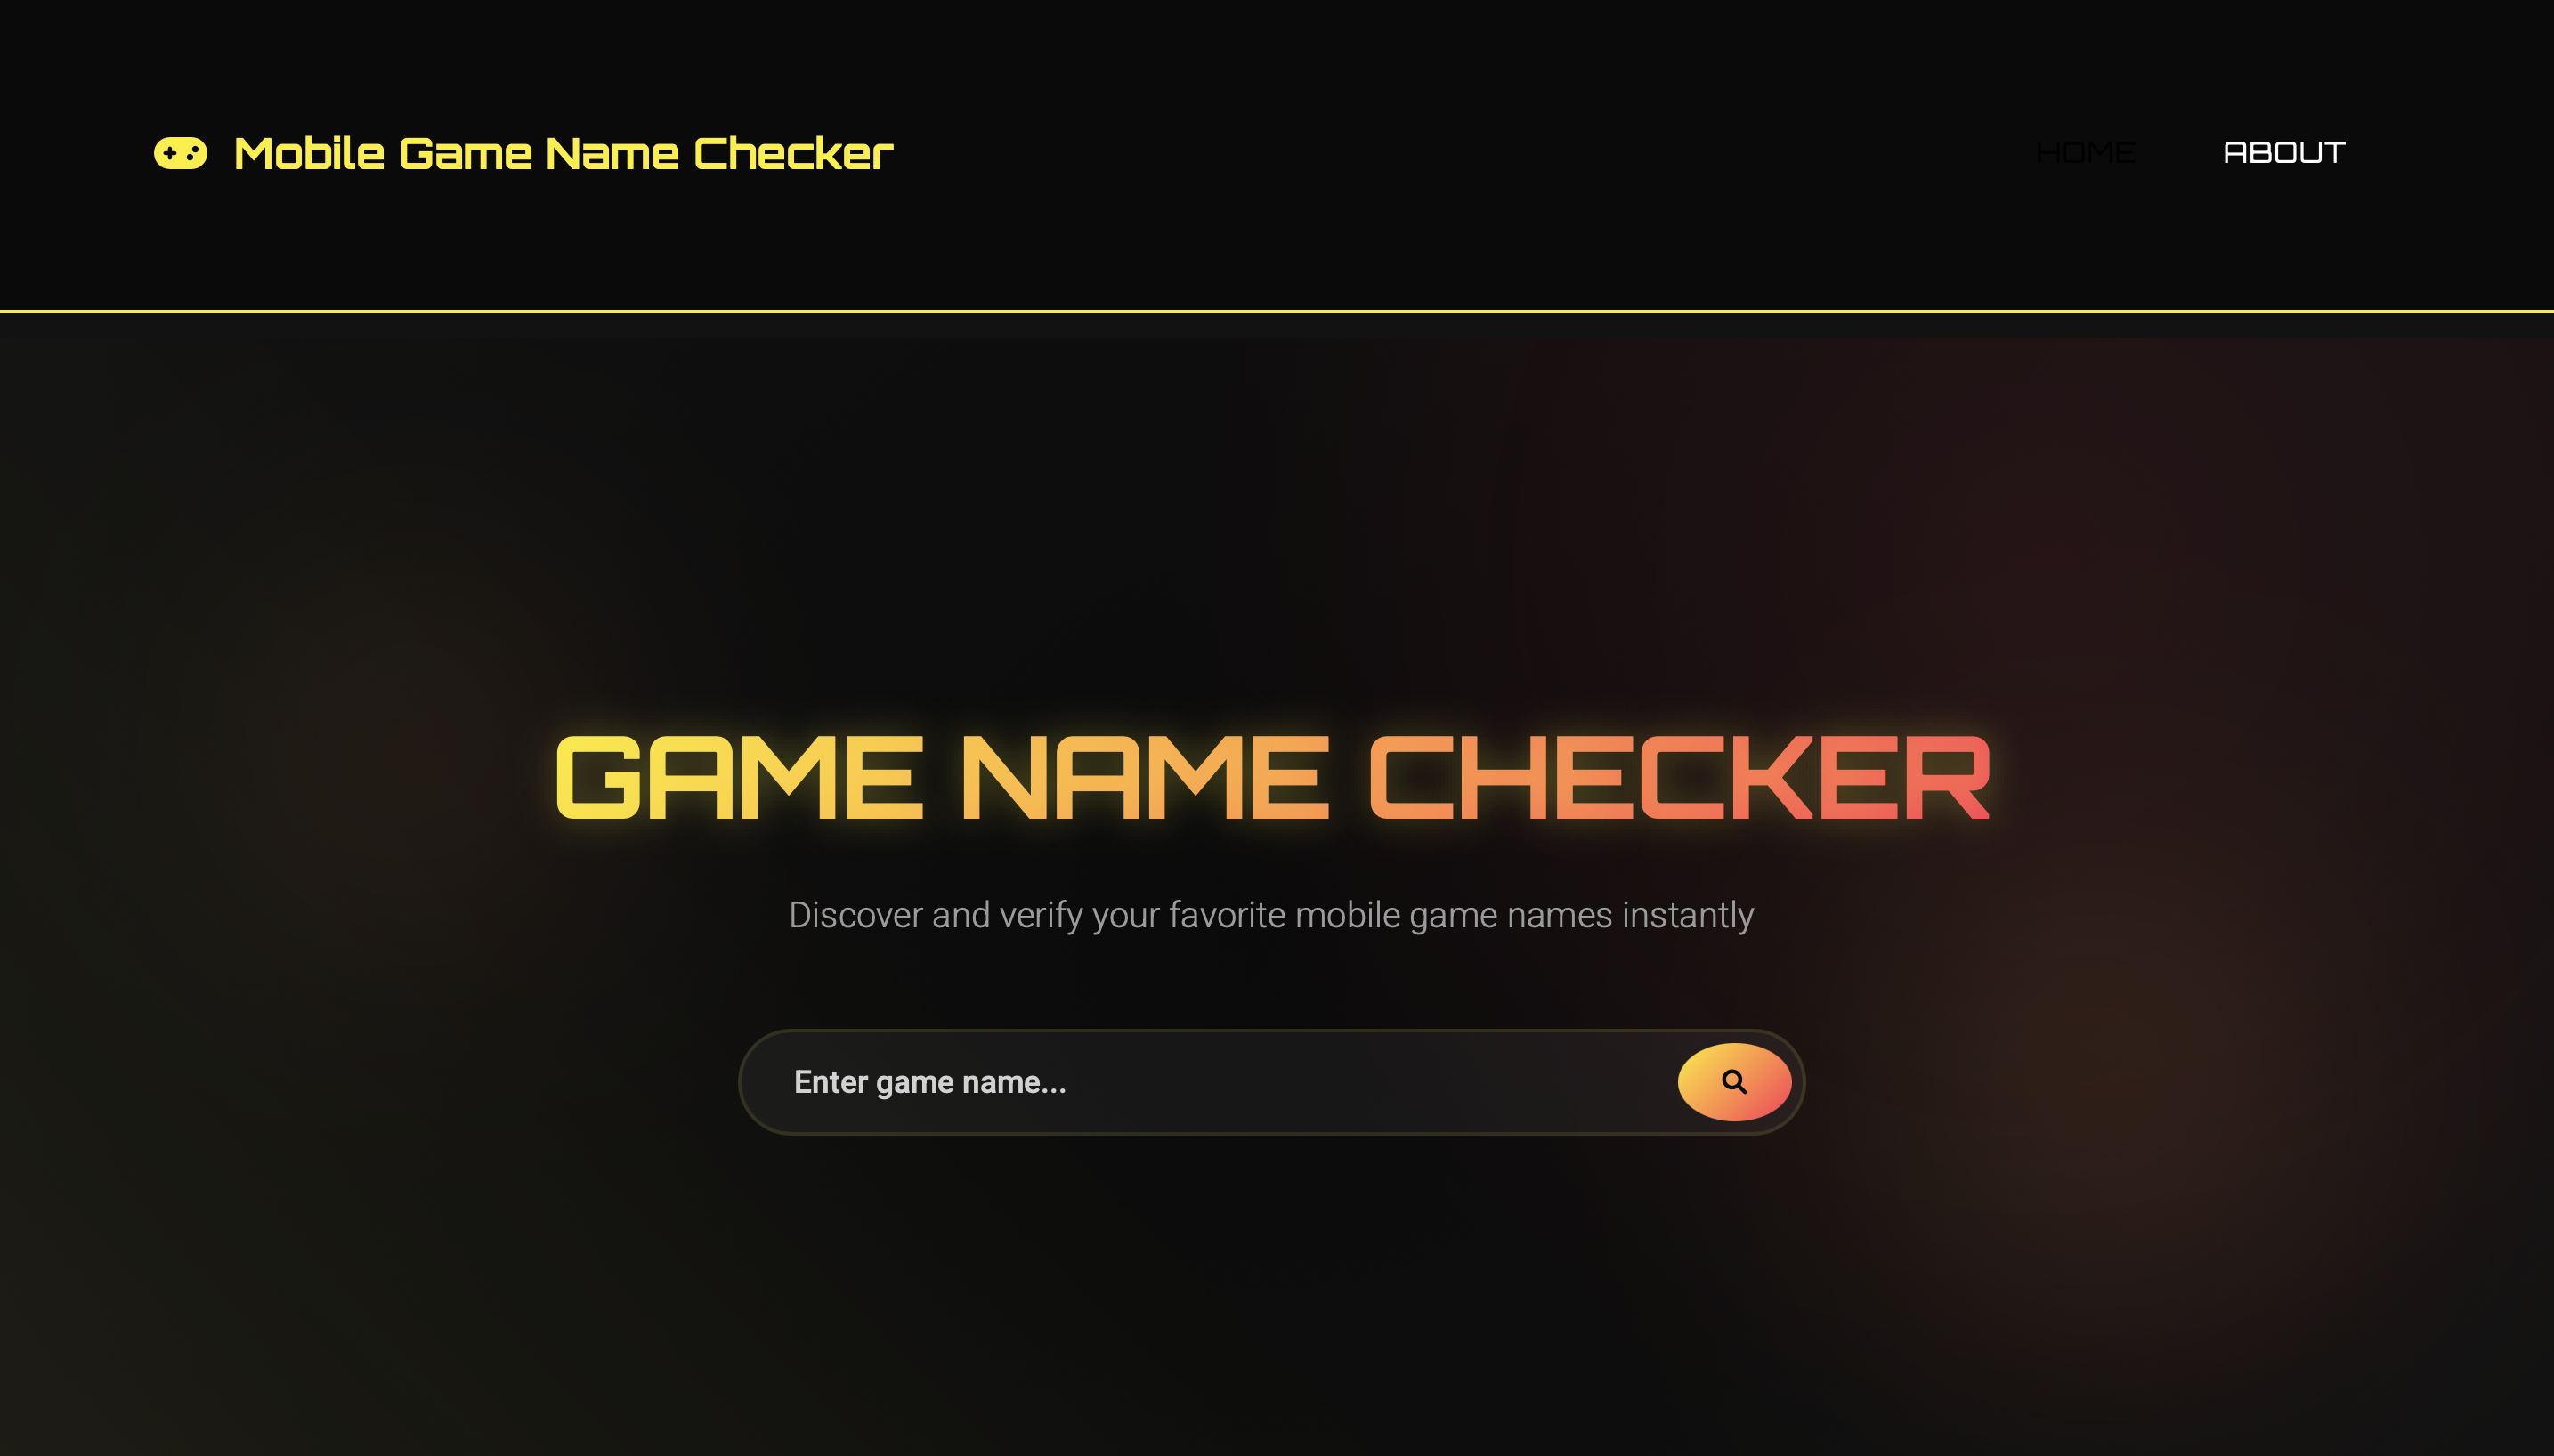 Mobile Game Name Checker
HOME
ABOUT
GAME NAME CHECKER
Discover and verify your favorite mobile game names instantly
Enter game name...